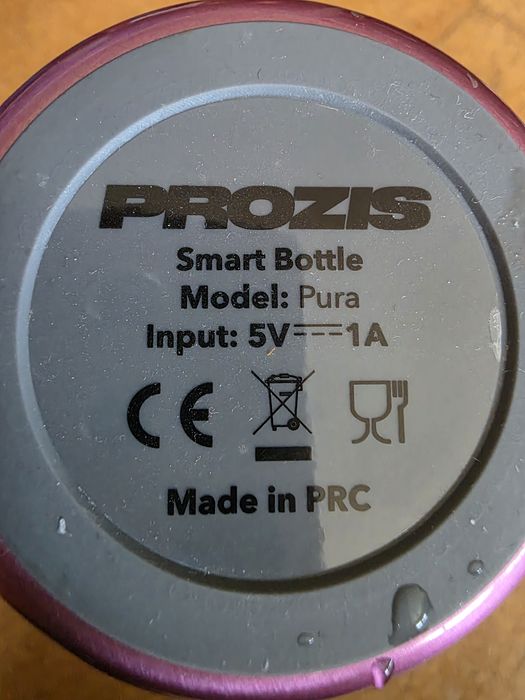 PROZIS
Smart Bottle
Model: Pura
Input: 5V⎓1A
CE
Made in PRC